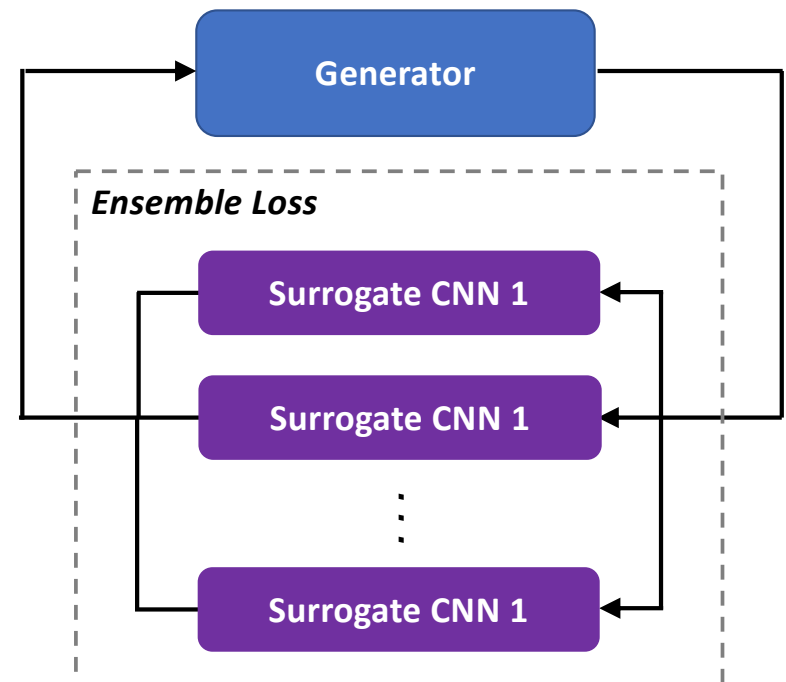 Generator
Ensemble Loss
Surrogate CNN 1
Surrogate CNN 1
⋮
Surrogate CNN 1